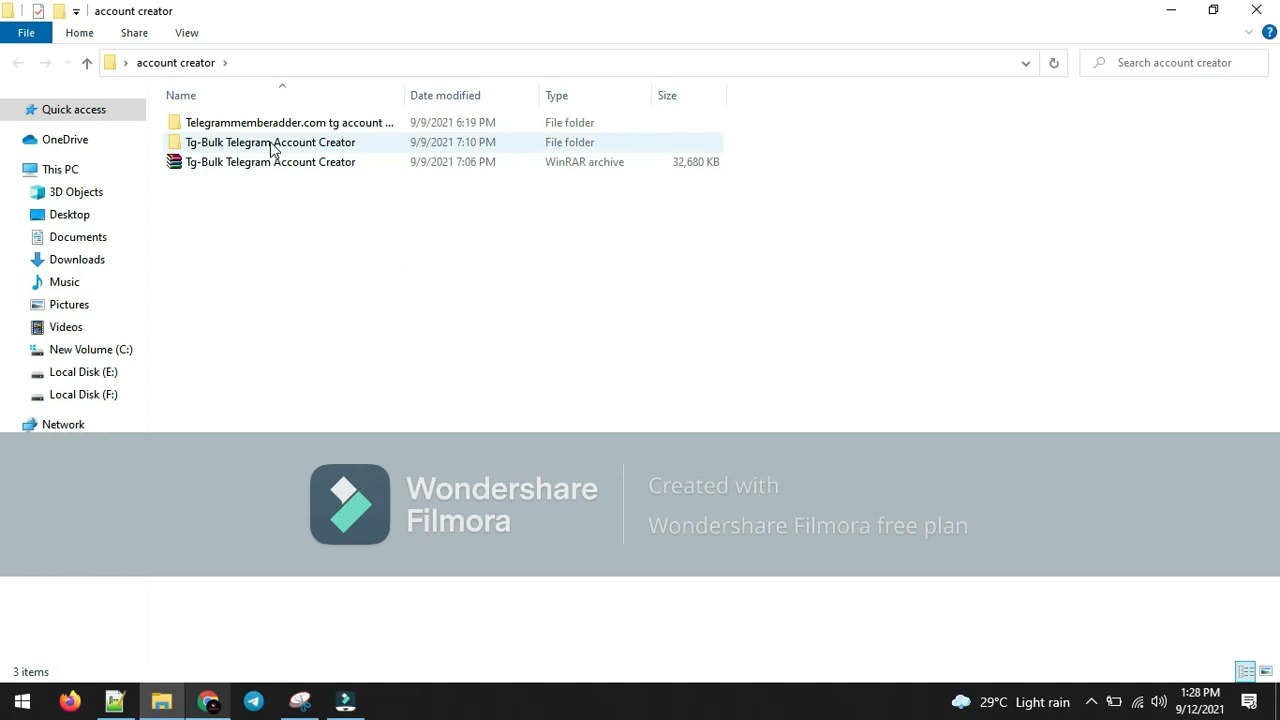 account creator
File
Home
Share
View
account creator
Search account creator
Name
Date modified
Type
Size
Telegrammemberadder.com tg account ...
9/9/2021 6:19 PM
File folder
Tg-Bulk Telegram Account Creator
9/9/2021 7:10 PM
File folder
Tg-Bulk Telegram Account Creator
9/9/2021 7:06 PM
WinRAR archive
32,680 KB
Quick access
OneDrive
This PC
3D Objects
Desktop
Documents
Downloads
Music
Pictures
Videos
New Volume (C:)
Local Disk (E:)
Local Disk (F:)
Network
Wondershare
Filmora
Created with
Wondershare Filmora free plan
3 items
29°C Light rain
1:28 PM
9/12/2021